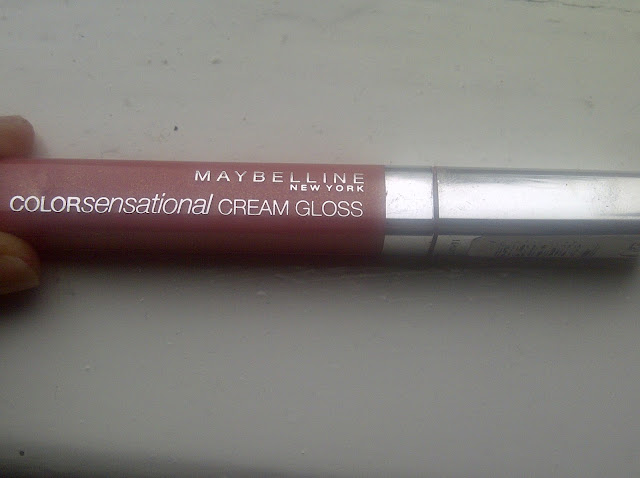 MAYBELLINE
NEW YORK
COLORsensational CREAM GLOSS